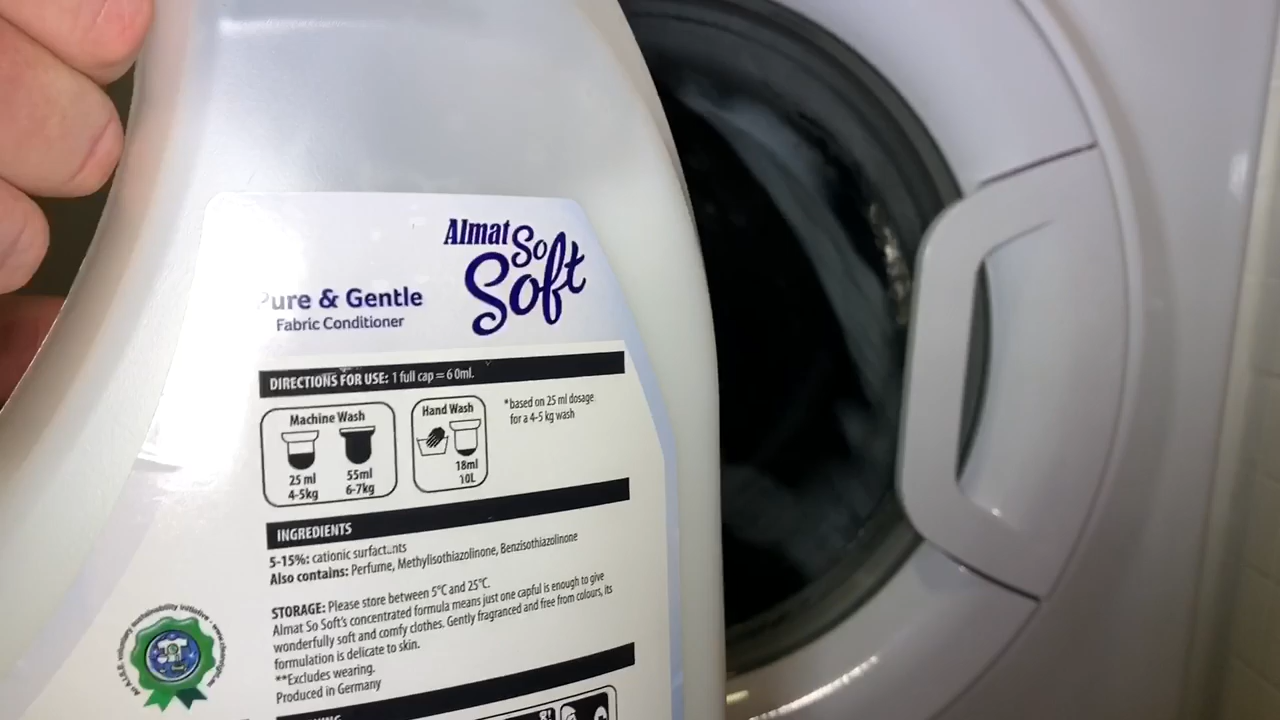 Almat So
Soft
Pure & Gentle
Fabric Conditioner
DIRECTIONS FOR USE: 1 full cap = 60ml.
Machine Wash
25 ml
4-5kg
55ml
6-7kg
Hand Wash
18ml
10L
*based on 25 ml dosage
for a 4-5 kg wash
INGREDIENTS
5-15%: cationic surfactants
Also contains: Perfume, Methylisothiazolinone, Benzisothiazolinone
STORAGE: Please store between 5°C and 25°C.
Almat So Soft's concentrated formula means just one capful is enough to give
wonderfully soft and comfy clothes. Gently fragranced and free from colours, its
formulation is delicate to skin.
**Excludes wearing.
Produced in Germany